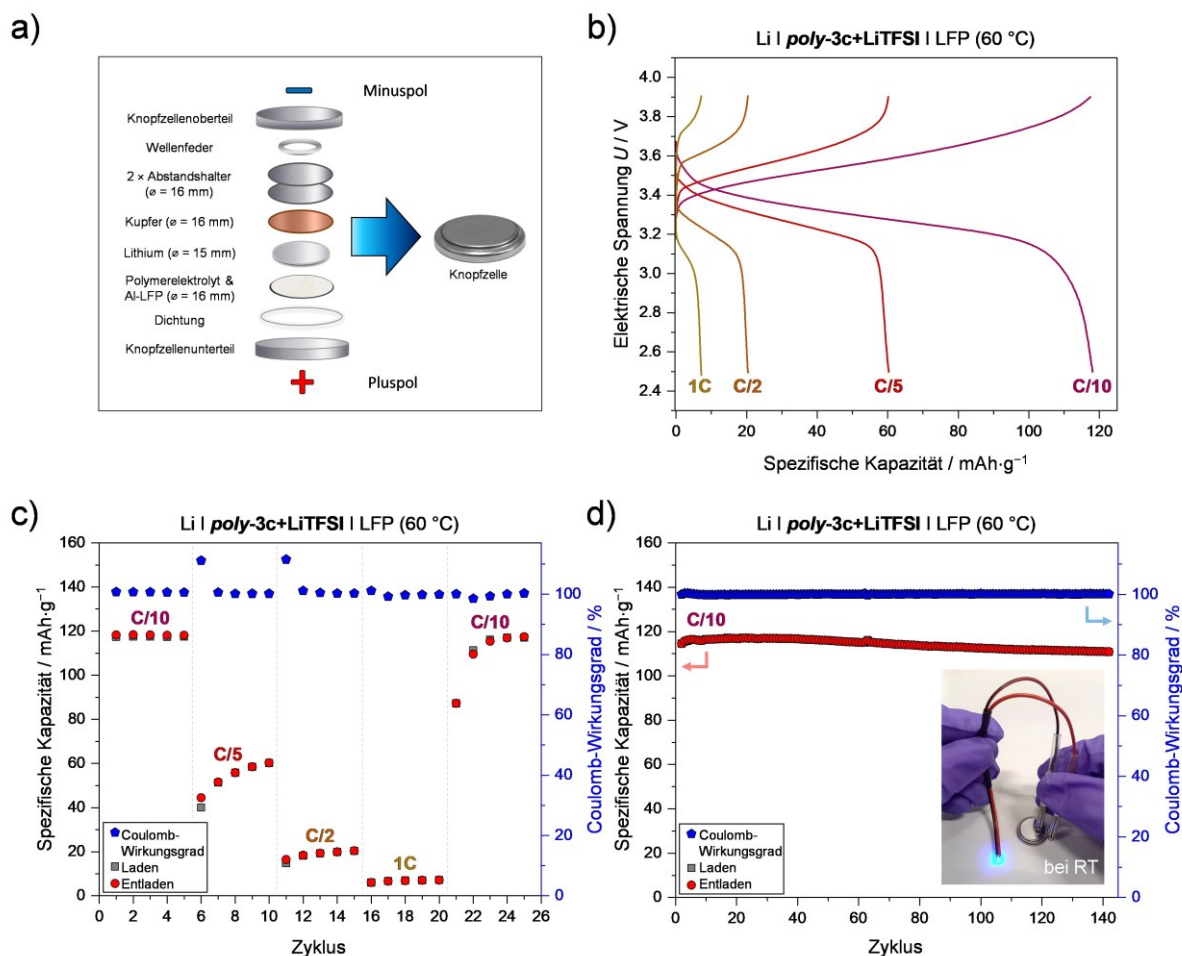 a)
Minuspol
Knopfzellenoberteil
Wellenfeder
2 × Abstandshalter
(ø = 16 mm)
Kupfer (ø = 16 mm)
Lithium (ø = 15 mm)
Polymerelektrolyt &
Al-LFP (ø = 16 mm)
Dichtung
Knopfzellenunterteil
Pluspol
Knopfzelle
b)
Li I poly-3c+LiTFSI I LFP (60 °C)
Elektrische Spannung U / V
4.0
3.8
3.6
3.4
3.2
3.0
2.8
2.6
2.4
1C
C/2
C/5
C/10
0
20
40
60
80
100
120
Spezifische Kapazität / mAh·g⁻¹
c)
Li I poly-3c+LiTFSI I LFP (60 °C)
Spezifische Kapazität / mAh·g⁻¹
160
140
120
100
80
60
40
20
0
C/10
C/5
C/2
1C
C/10
Coulomb-
Wirkungsgrad
Laden
Entladen
0 2 4 6 8 10 12 14 16 18 20 22 24 26
Zyklus
100
80
60
40
20
0
Coulomb-Wirkungsgrad / %
d)
Li I poly-3c+LiTFSI I LFP (60 °C)
Spezifische Kapazität / mAh·g⁻¹
160
140
120
100
80
60
40
20
0
C/10
Coulomb-
Wirkungsgrad
Laden
Entladen
bei RT
0 20 40 60 80 100 120 140
Zyklus
100
80
60
40
20
0
Coulomb-Wirkungsgrad / %